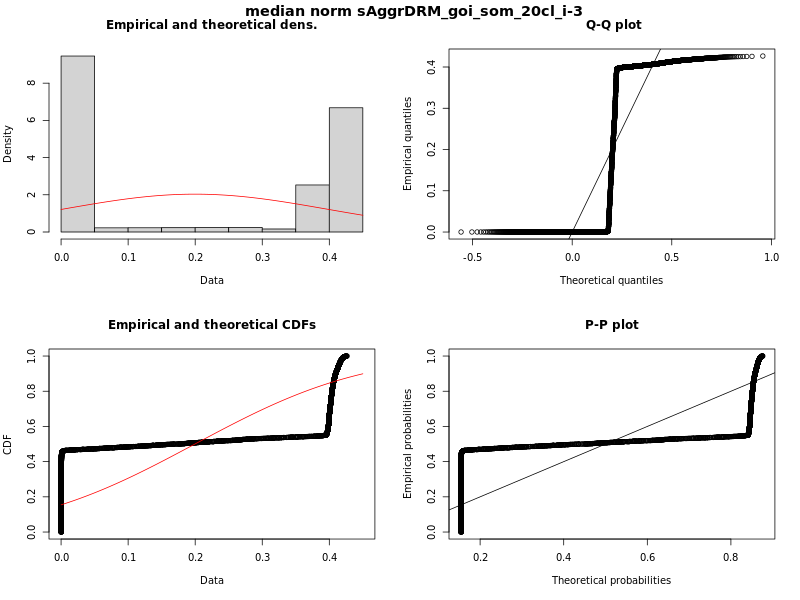 median norm sAggrDRM_goi_som_20cl_i-3
Empirical and theoretical dens.
Density
0 2 4 6 8
0.0 0.1 0.2 0.3 0.4
Data
Q-Q plot
Empirical quantiles
0.0 0.1 0.2 0.3 0.4
-0.5 0.0 0.5 1.0
Theoretical quantiles
Empirical and theoretical CDFs
CDF
0.0 0.2 0.4 0.6 0.8 1.0
0.0 0.1 0.2 0.3 0.4
Data
P-P plot
Empirical probabilities
0.0 0.2 0.4 0.6 0.8 1.0
0.2 0.4 0.6 0.8
Theoretical probabilities